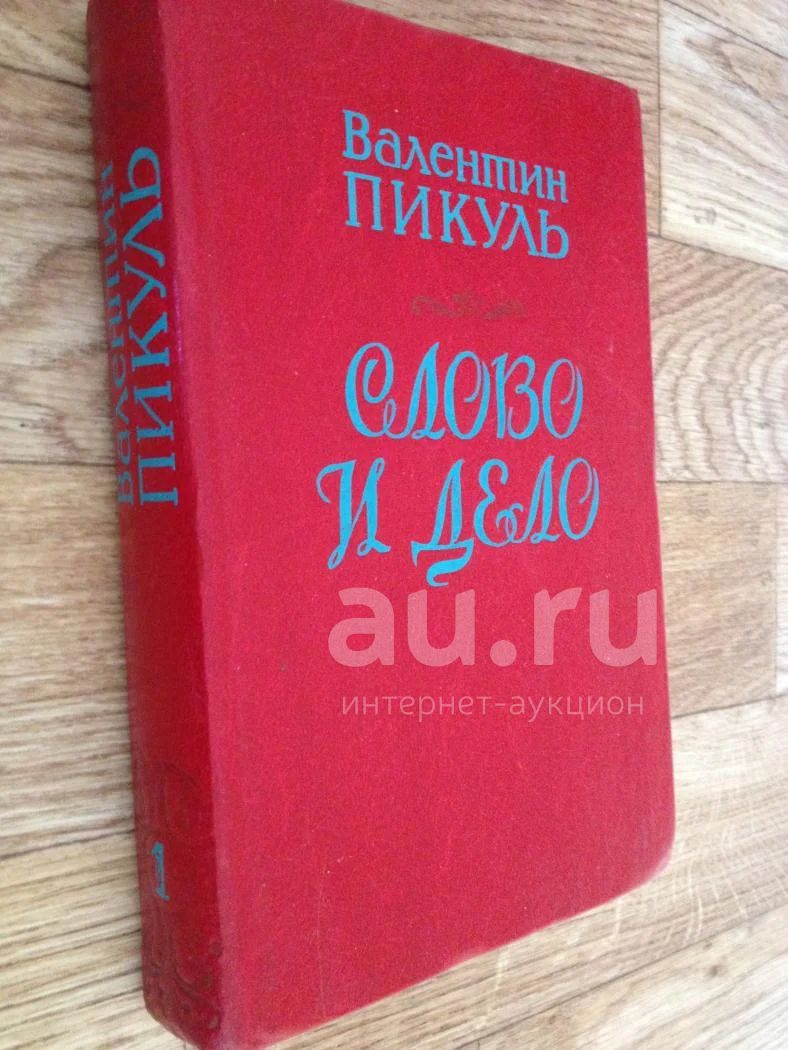 Валентин
ПИКУЛЬ
СЛОВО
И ДЕЛО
Валентин
ПИКУЛЬ
1
au.ru
интернет-аукцион